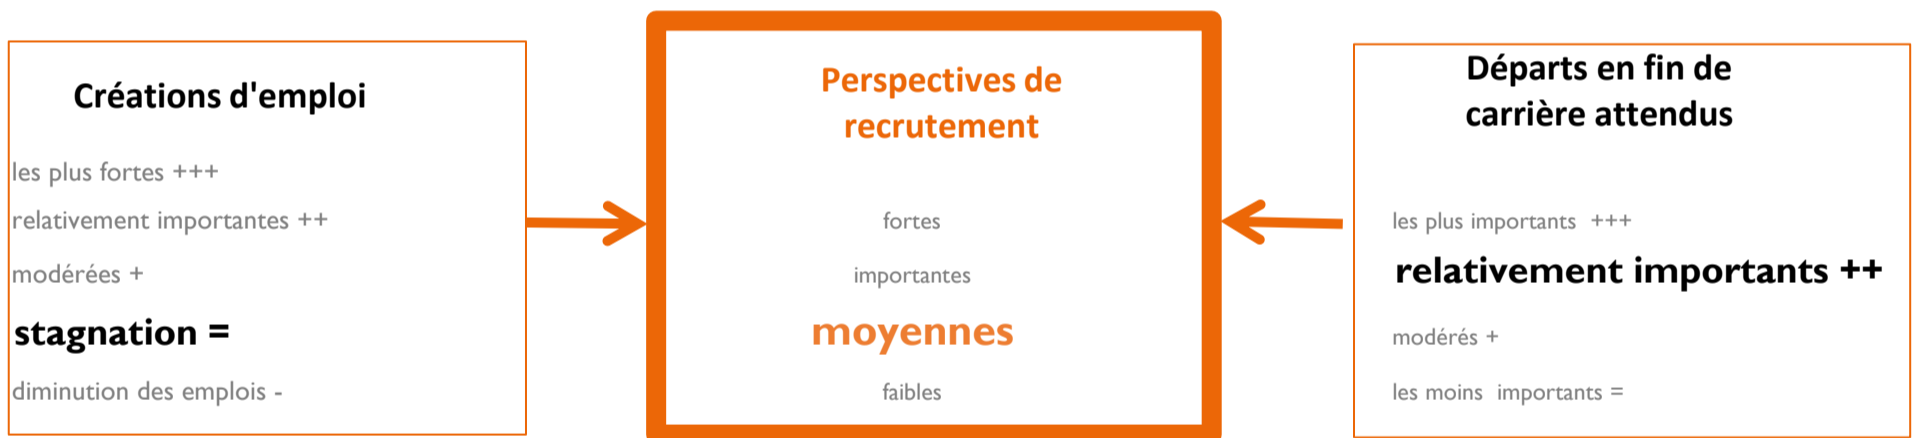 Créations d'emploi
les plus fortes +++
relativement importantes ++
modérées +
stagnation =
diminution des emplois -
Perspectives de
recrutement
fortes
importantes
moyennes
faibles
Départs en fin de
carrière attendus
les plus importants +++
relativement importants ++
modérés +
les moins importants =